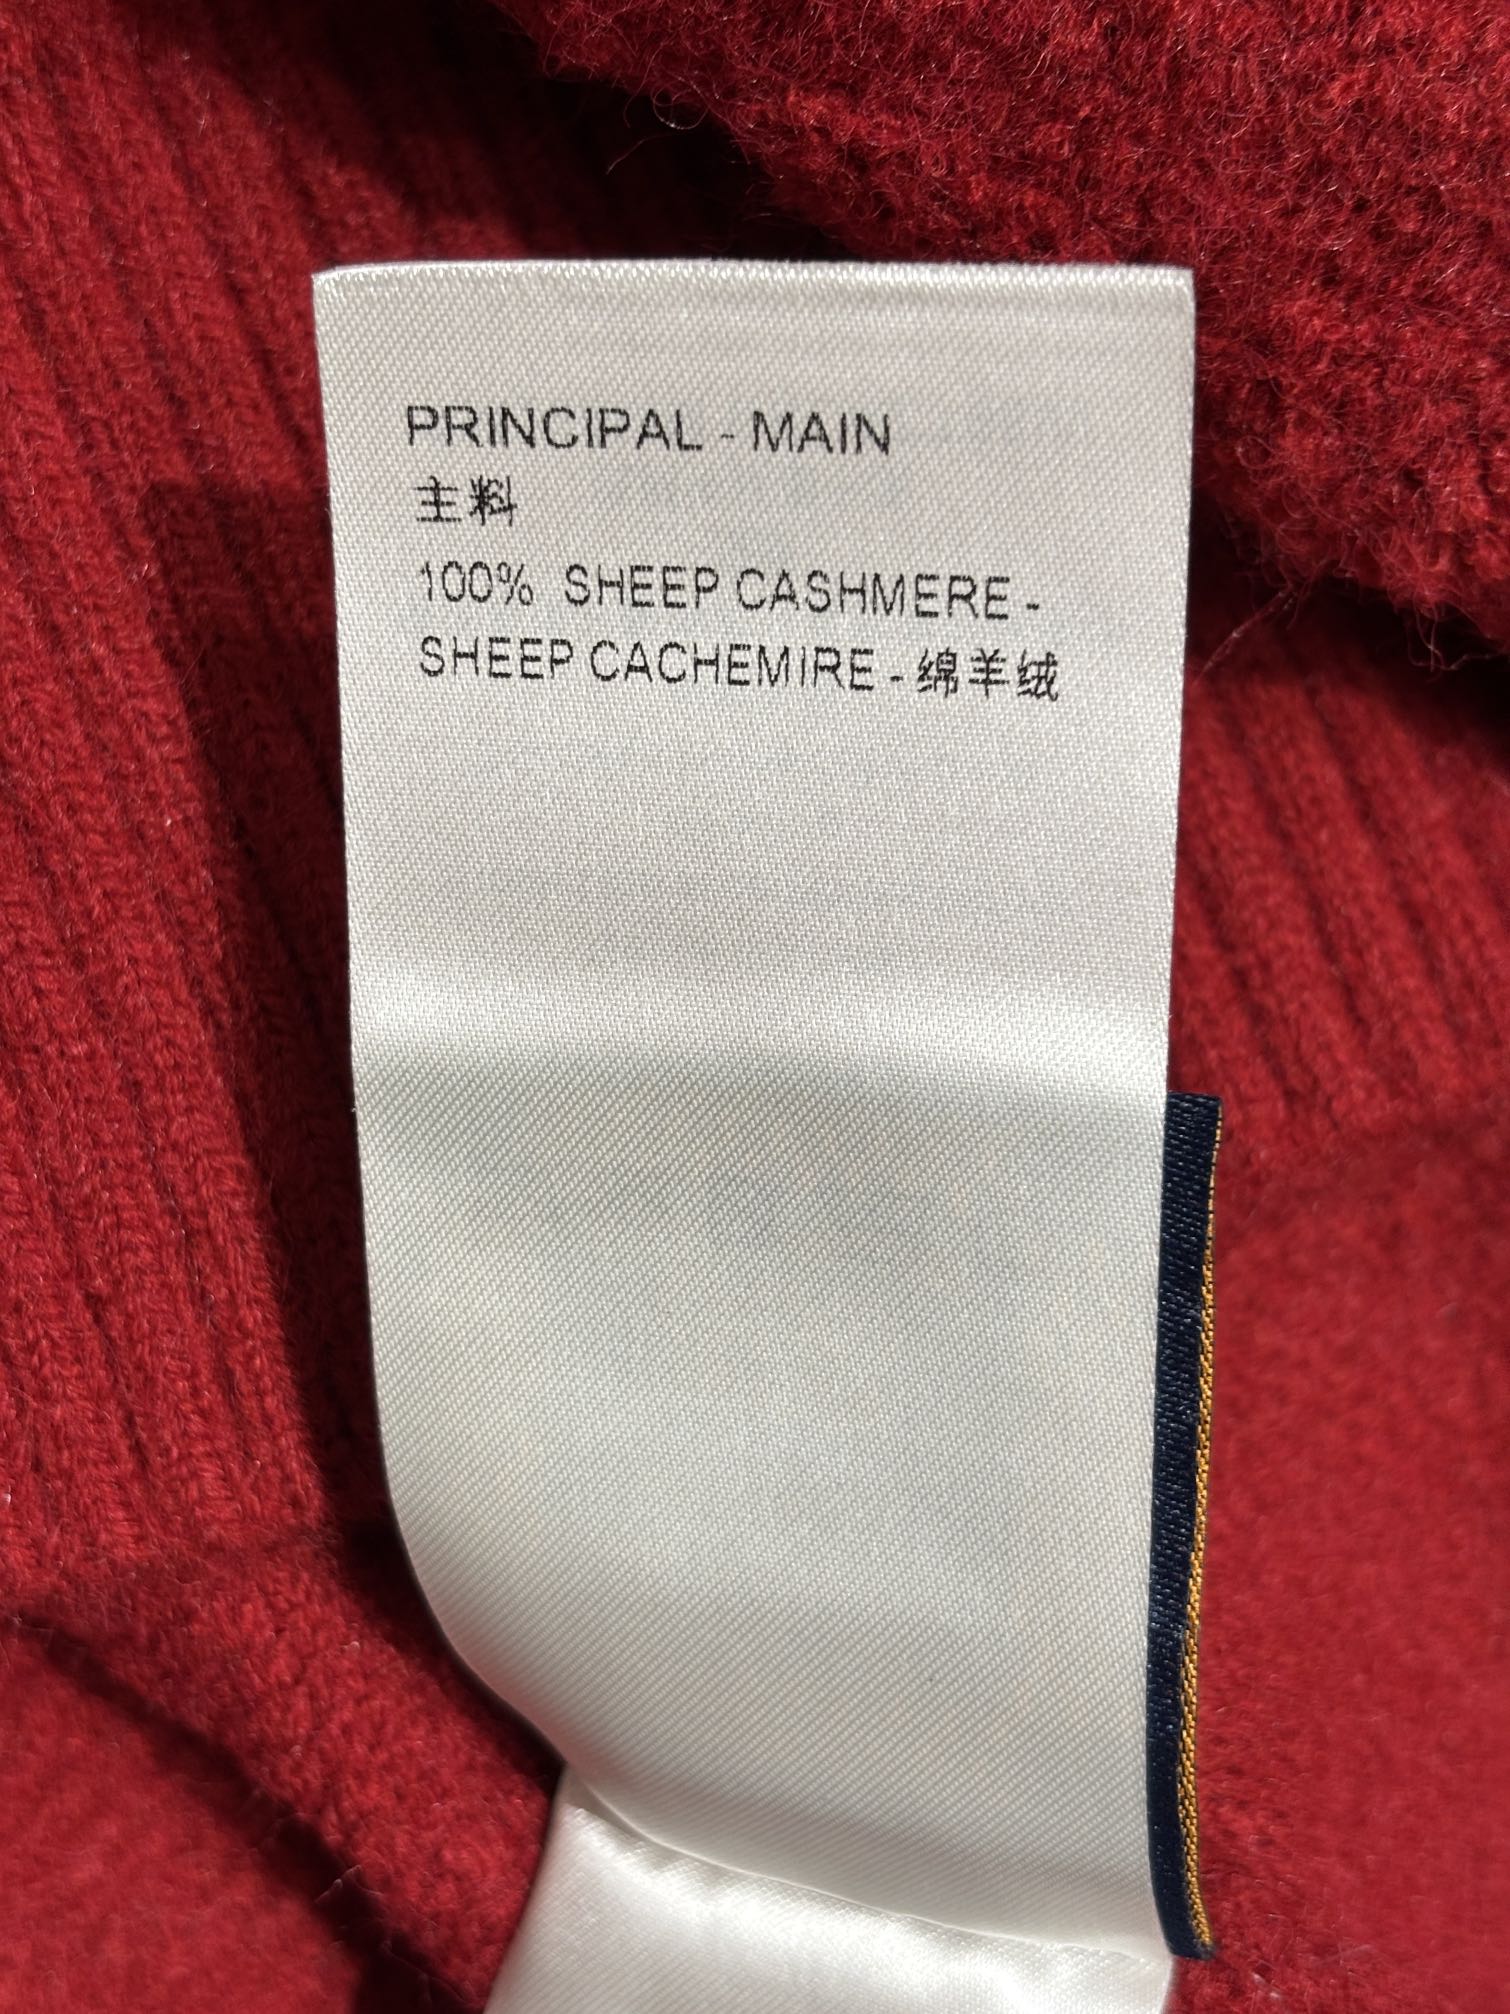 PRINCIPAL - MAIN
主料
100% SHEEP CASHMERE -
SHEEP CACHEMIRE - 绵羊绒